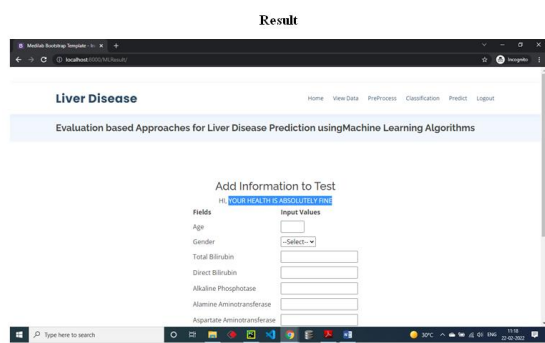 Result
Medilab Bootstrap Template - In
localhost:8000/MLResult/
Incognito
Liver Disease
Home View Data PreProcess Classification Predict Logout
Evaluation based Approaches for Liver Disease Prediction usingMachine Learning Algorithms
Add Information to Test
HI, YOUR HEALTH IS ABSOLUTELY FINE
Fields Input Values
Age
Gender --Select--
Total Bilirubin
Direct Bilirubin
Alkaline Phosphotase
Alamine Aminotransferase
Aspartate Aminotransferase
Type here to search
30°C ENG 11:18
22-02-2022